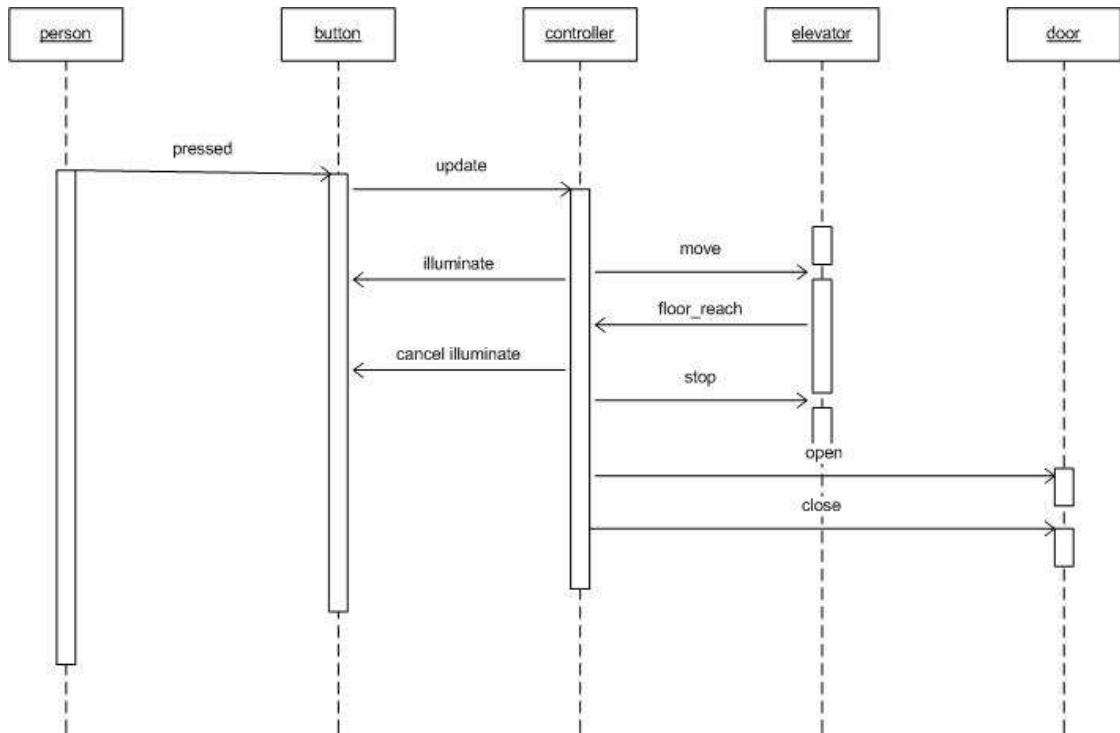 person
button
controller
elevator
door
pressed
update
move
illuminate
floor_reach
cancel illuminate
stop
open
close